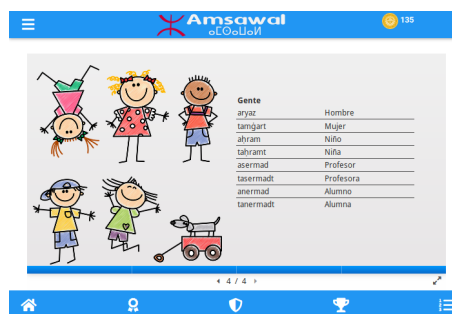 Amsawal
ⴰⵎⵙⴰⵡⴰⵍ
135
Gente
aryaz Hombre
tamɣart Mujer
aḥram Niño
taḥramt Niña
asermad Profesor
tasermadt Profesora
anermad Alumno
tanermadt Alumna
4 / 4